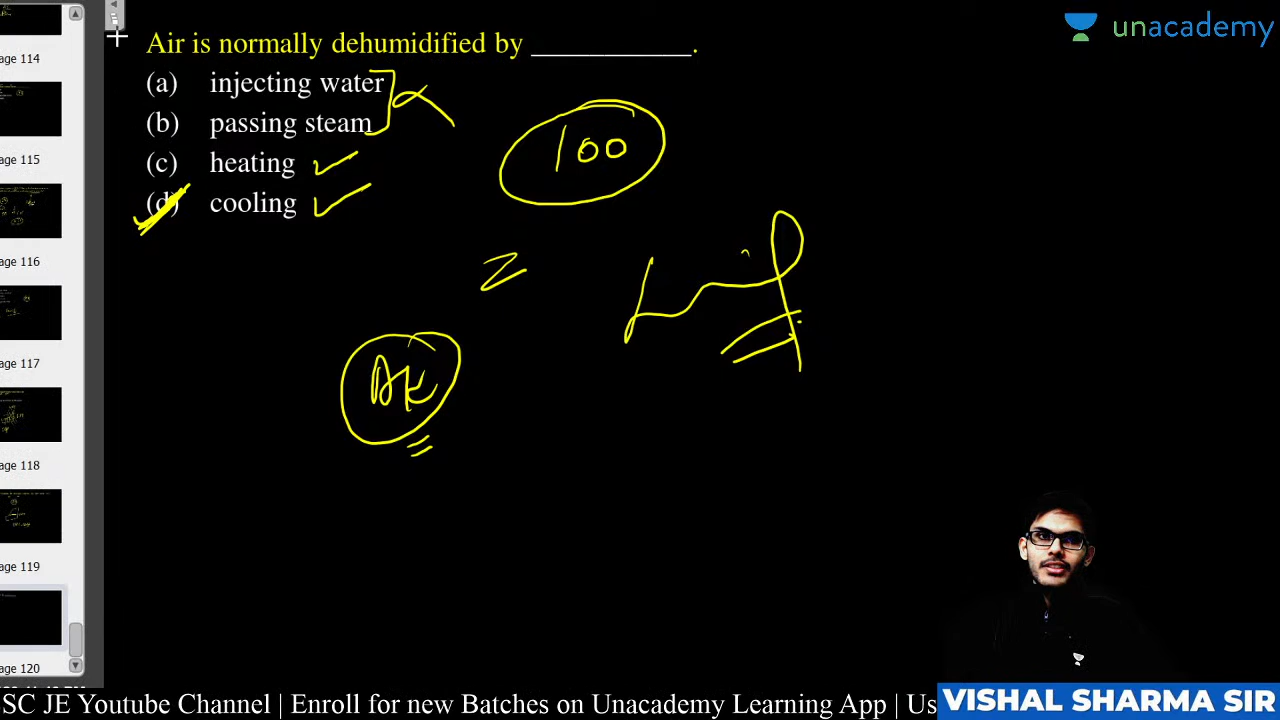 unacademy
Air is normally dehumidified by ____________.
(a) injecting water
(b) passing steam
(c) heating
(d) cooling
100
age 114
age 115
age 116
age 117
age 118
age 119
age 120
SC JE Youtube Channel | Enroll for new Batches on Unacademy Learning App | Us
VISHAL SHARMA SIR